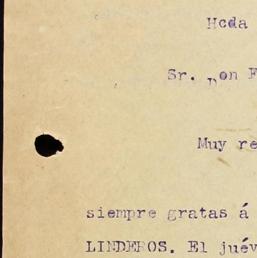 Hcda
Sr. Don F
Muy re
siempre gratas á
LINDEROS. El juév